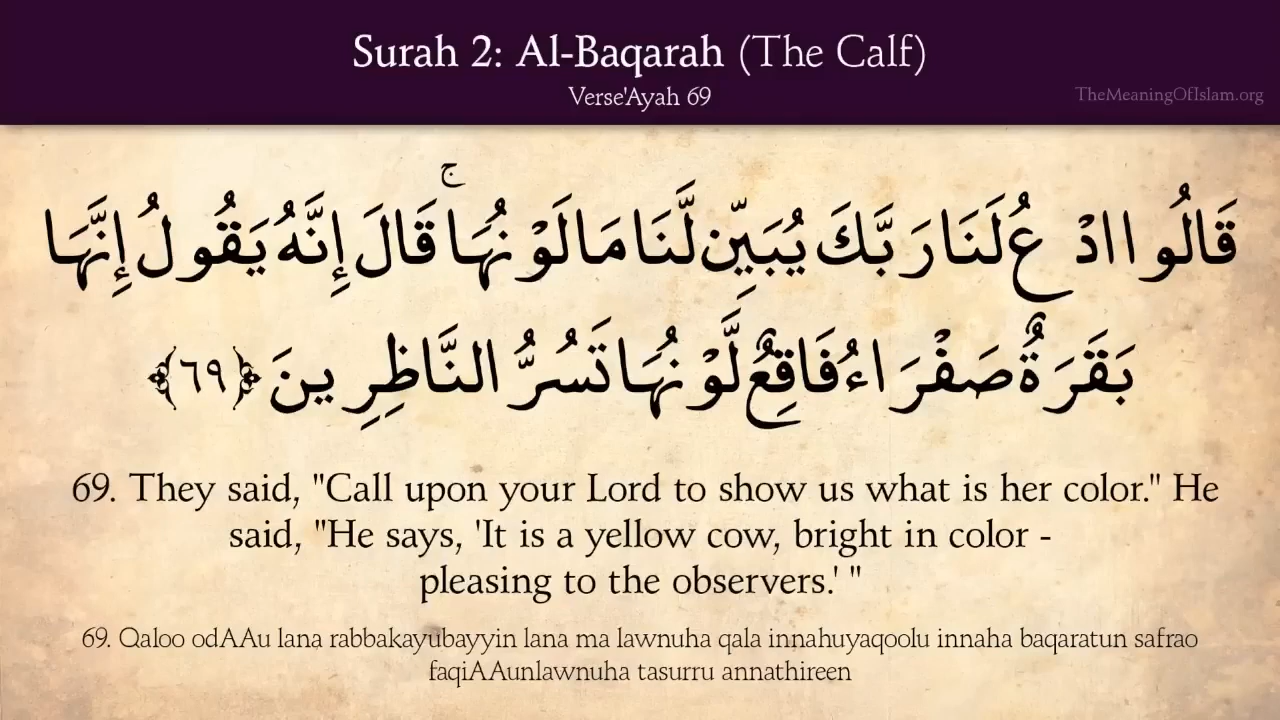 Surah 2: Al-Baqarah (The Calf)
Verse'Ayah 69
TheMeaningOfIslam.org
قَالُوا ادْعُ لَنَا رَبَّكَ يُبَيِّن لَّنَا مَا لَوْنُهَا ۚ قَالَ إِنَّهُ يَقُولُ إِنَّهَا
بَقَرَةٌ صَفْرَاءُ فَاقِعٌ لَّوْنُهَا تَسُرُّ النَّاظِرِينَ ﴿٦٩﴾
69. They said, "Call upon your Lord to show us what is her color." He
said, "He says, 'It is a yellow cow, bright in color -
pleasing to the observers.' "
69. Qaloo odAAu lana rabbakayubayyin lana ma lawnuha qala innahuyaqoolu innaha baqaratun safrao
faqiAAunlawnuha tasurru annathireen